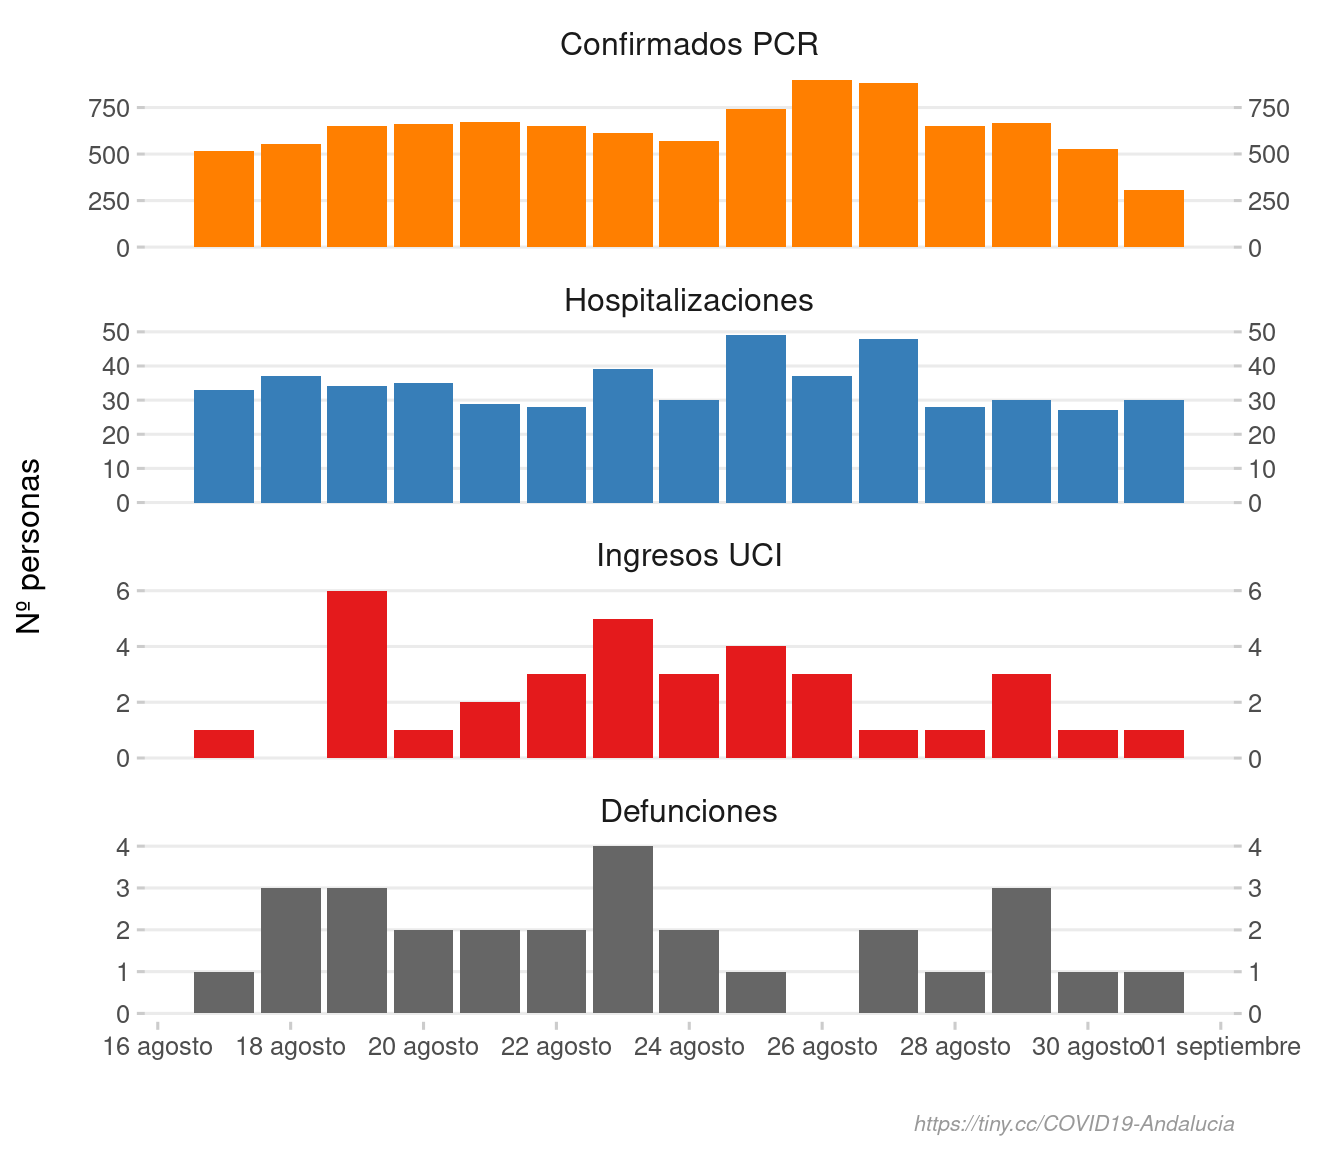 Confirmados PCR
750 750
500 500
250 250
0 0
Hospitalizaciones
50 50
40 40
30 30
20 20
10 10
0 0
Nº personas
Ingresos UCI
6 6
4 4
2 2
0 0
Defunciones
4 4
3 3
2 2
1 1
0 0
16 agosto 18 agosto 20 agosto 22 agosto 24 agosto 26 agosto 28 agosto 30 agosto 01 septiembre
https://tiny.cc/COVID19-Andalucia